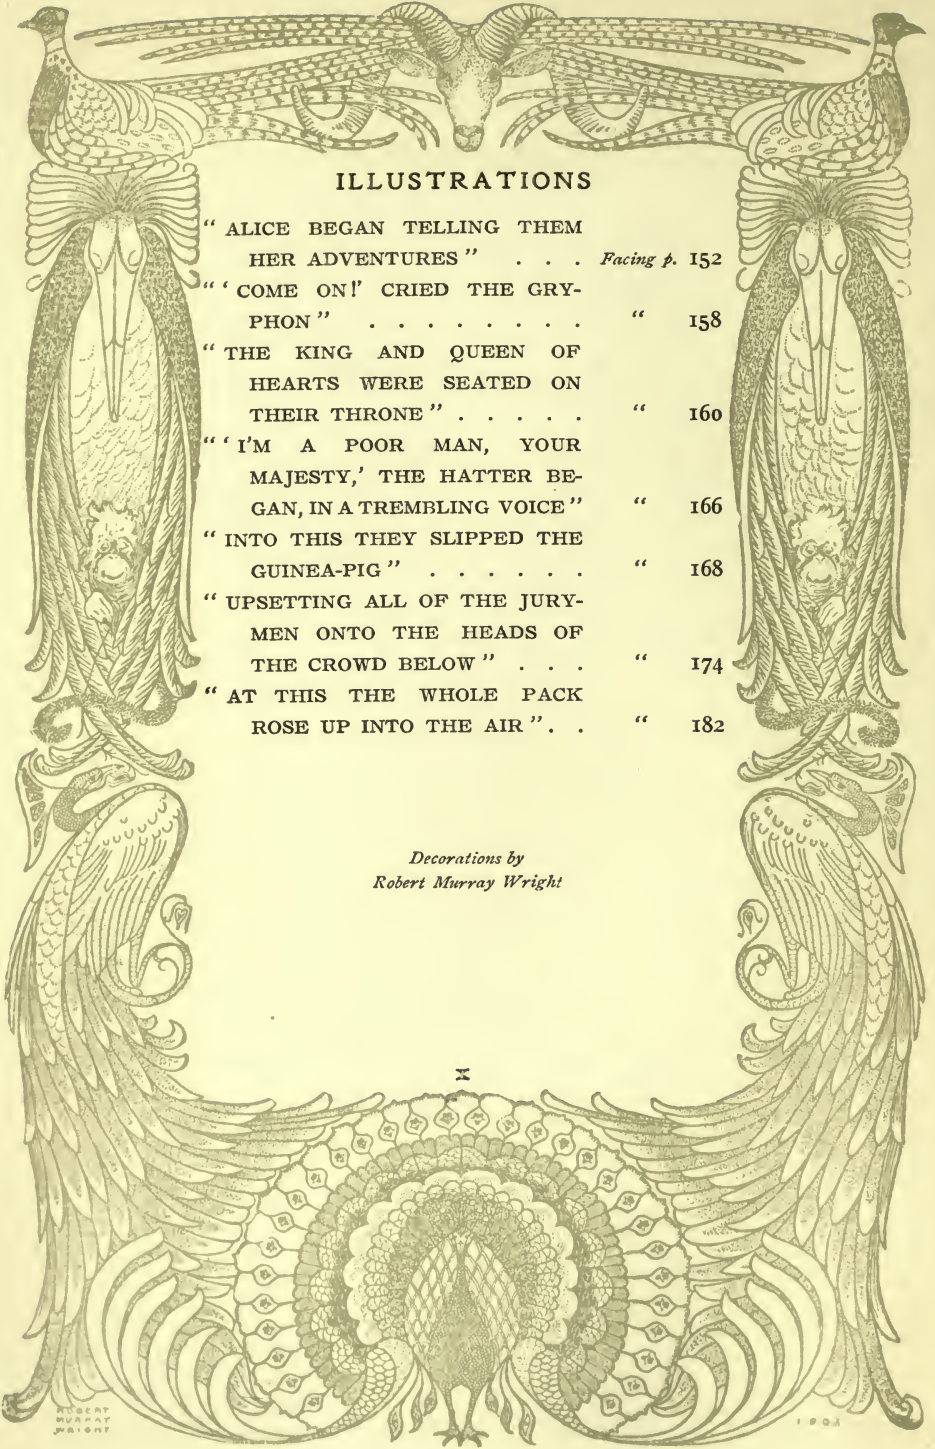 ILLUSTRATIONS
“ ALICE BEGAN TELLING THEM
HER ADVENTURES ” . . . Facing p. 152
“ ‘ COME ON!’ CRIED THE GRY-
PHON ” . . . . . . . . “ 158
“ THE KING AND QUEEN OF
HEARTS WERE SEATED ON
THEIR THRONE ” . . . . . “ 160
“ ‘ I’M A POOR MAN, YOUR
MAJESTY,’ THE HATTER BE-
GAN, IN A TREMBLING VOICE ” “ 166
“ INTO THIS THEY SLIPPED THE
GUINEA-PIG ” . . . . . . “ 168
“ UPSETTING ALL OF THE JURY-
MEN ONTO THE HEADS OF
THE CROWD BELOW ” . . . “ 174
“ AT THIS THE WHOLE PACK
ROSE UP INTO THE AIR ” . . “ 182
Decorations by
Robert Murray Wright
x
ROBERT
MURRAY
WRIGHT